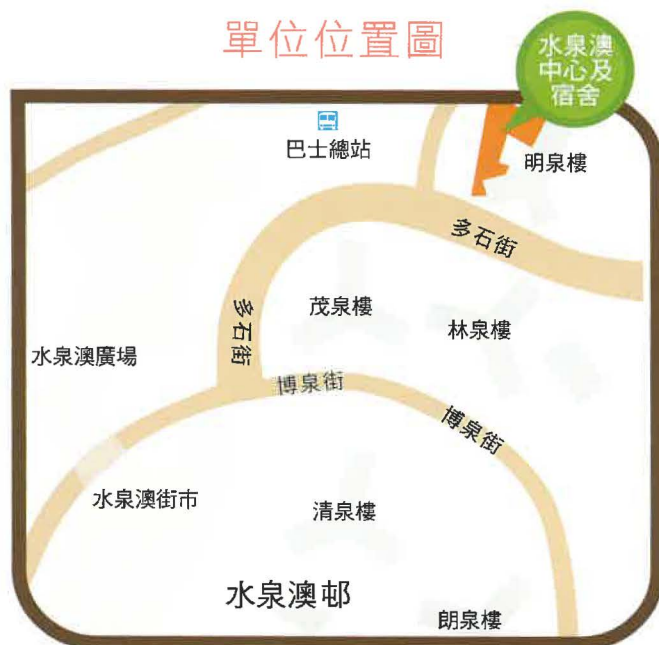 單位位置圖
水泉澳
中心及
宿舍
巴士總站
明泉樓
多石街
茂泉樓
林泉樓
多石街
水泉澳廣場
博泉街
博泉街
水泉澳街市
清泉樓
水泉澳邨
朗泉樓